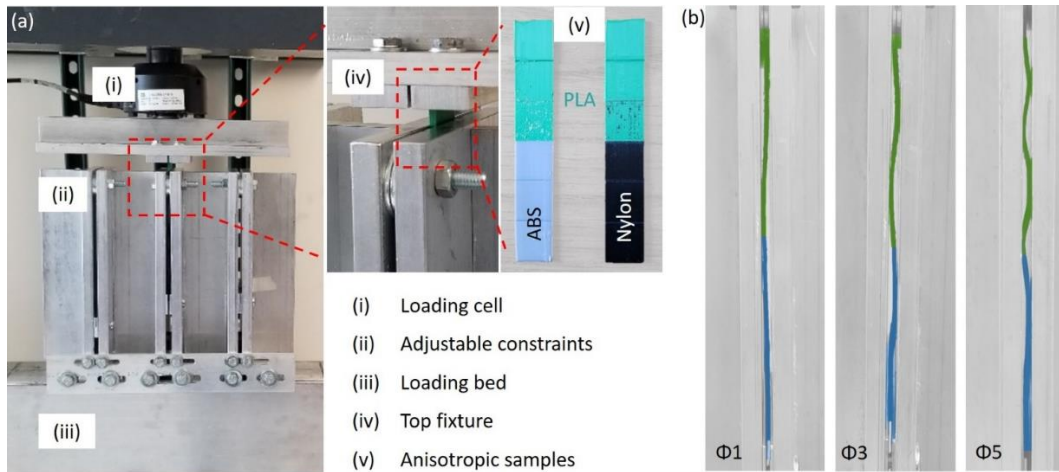 (a)
(i)
(ii)
(iii)
(iv)
(v)
PLA
ABS
Nylon
(i) Loading cell
(ii) Adjustable constraints
(iii) Loading bed
(iv) Top fixture
(v) Anisotropic samples
(b)
Φ1
Φ3
Φ5